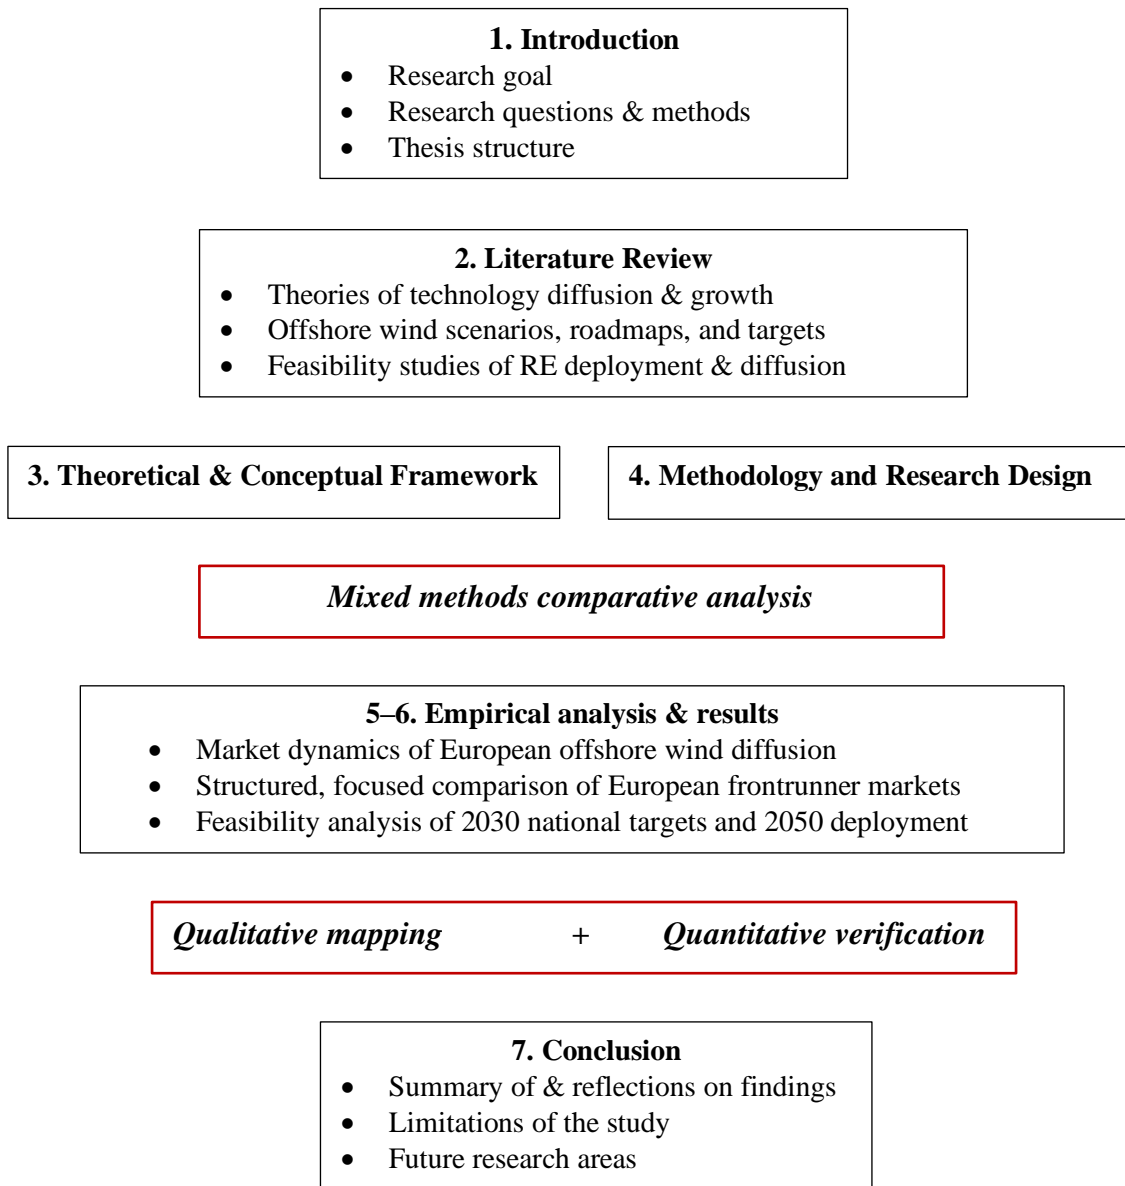 1. Introduction
• Research goal
• Research questions & methods
• Thesis structure
2. Literature Review
• Theories of technology diffusion & growth
• Offshore wind scenarios, roadmaps, and targets
• Feasibility studies of RE deployment & diffusion
3. Theoretical & Conceptual Framework
4. Methodology and Research Design
Mixed methods comparative analysis
5–6. Empirical analysis & results
• Market dynamics of European offshore wind diffusion
• Structured, focused comparison of European frontrunner markets
• Feasibility analysis of 2030 national targets and 2050 deployment
Qualitative mapping + Quantitative verification
7. Conclusion
• Summary of & reflections on findings
• Limitations of the study
• Future research areas